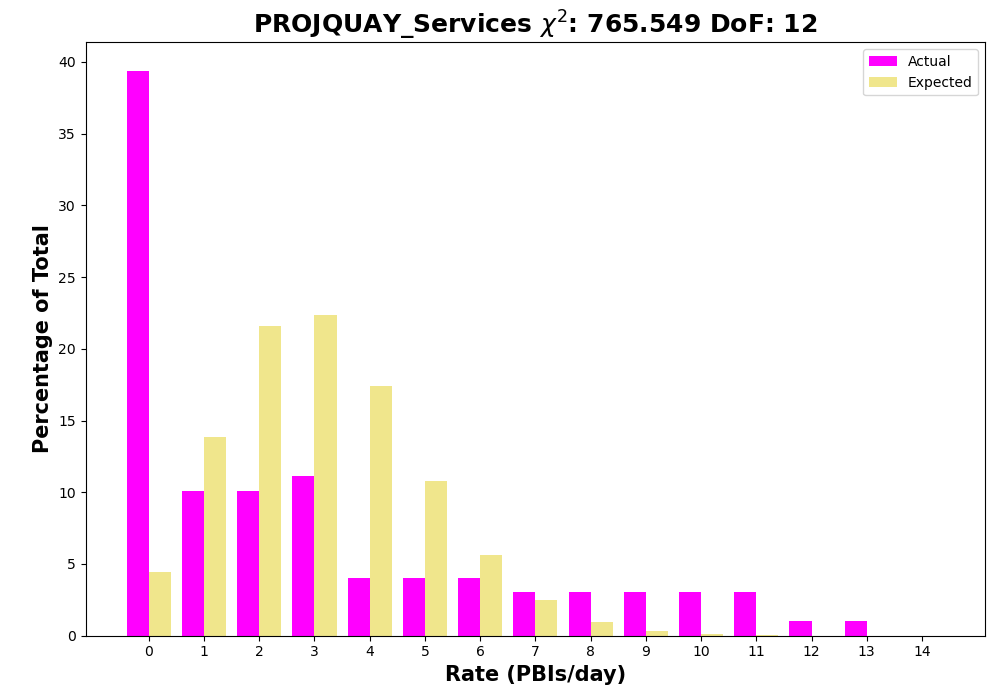 PROJQUAY_Services χ²: 765.549 DoF: 12
Actual
Expected
Percentage of Total
40
35
30
25
20
15
10
5
0
0 1 2 3 4 5 6 7 8 9 10 11 12 13 14
Rate (PBIs/day)